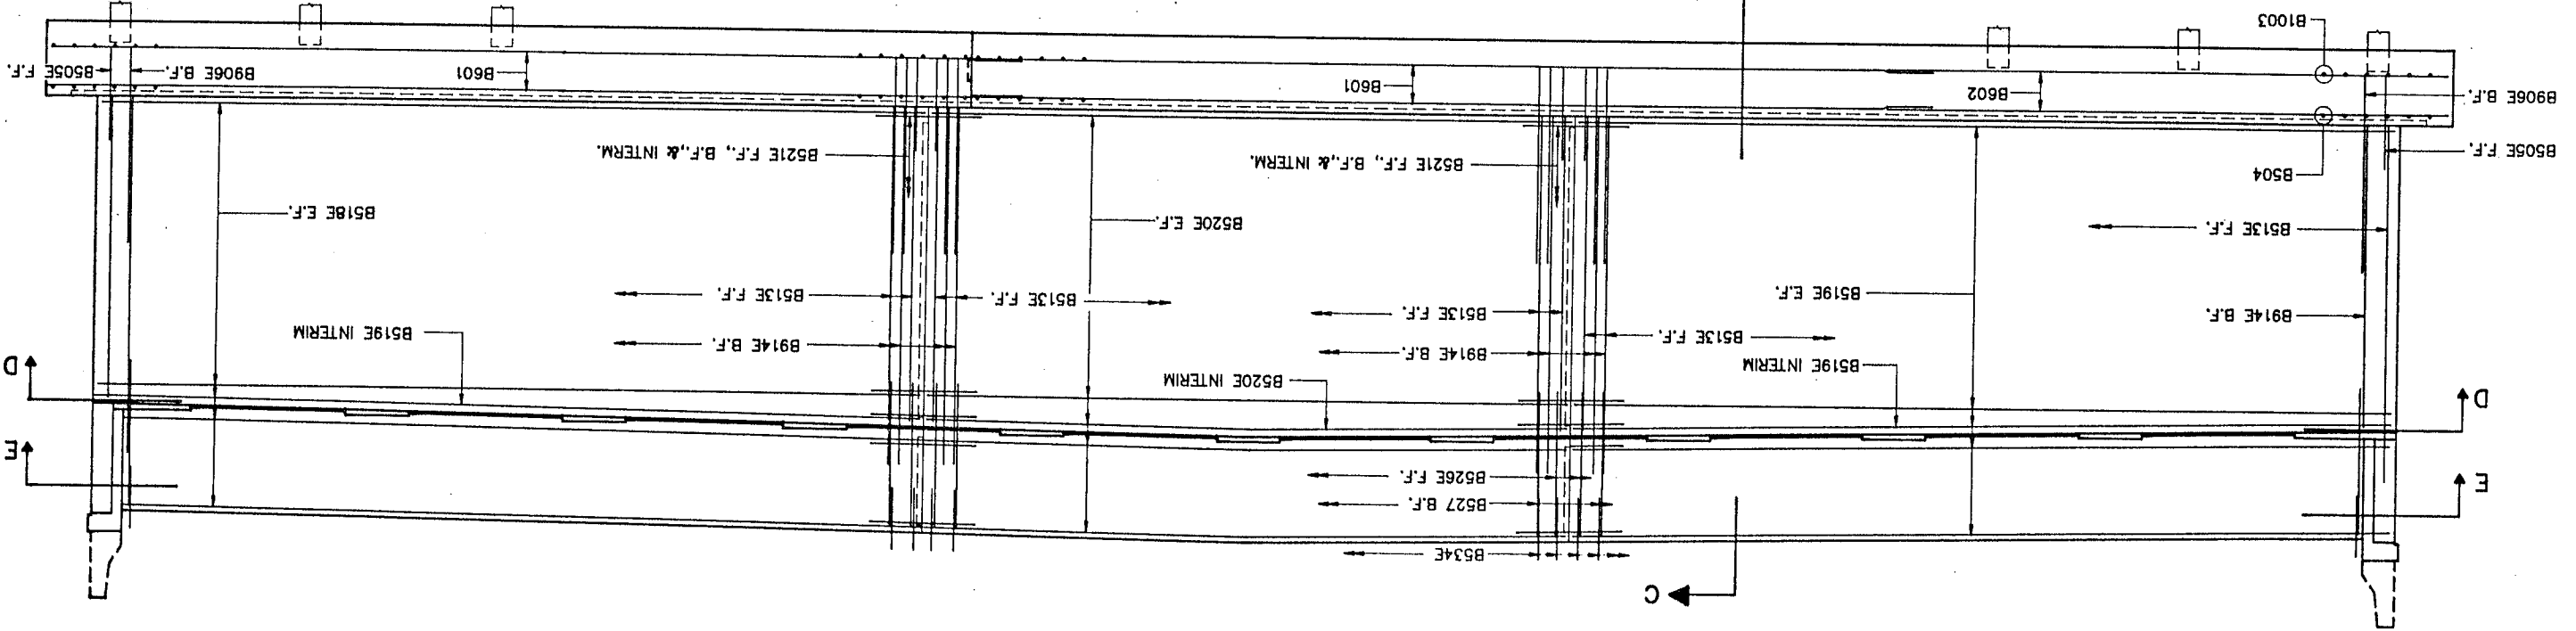 C
B534E
B527 B.F.
E
B526E F.F.
E
D
B519E INTERIM
B520E INTERIM
D
B914E B.F.
B513E F.F.
B914E B.F.
B914E B.F.
B519E INTERIM
B519E E.F.
B513E F.F.
B513E F.F.
B513E F.F.
B513E F.F.
B520E E.F.
B518E E.F.
B504
B505E F.F.
B521E F.F., B.F.,& INTERM.
B521E F.F., B.F.,& INTERM.
B906E B.F.
B602
B601
B601
B906E B.F.
B505E F.F.
B1003